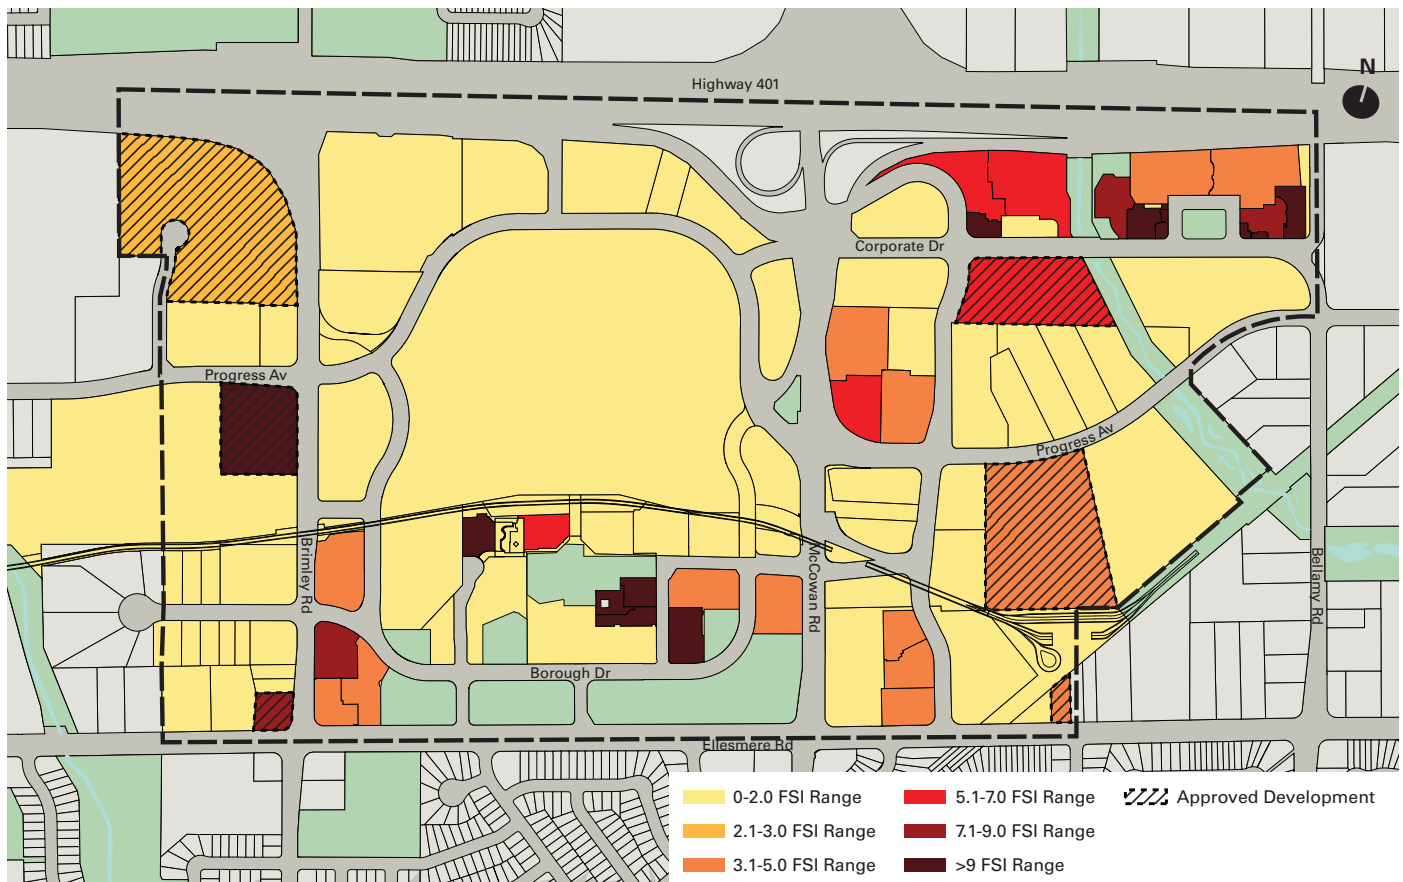 N
Highway 401
Corporate Dr
Progress Av
Progress Av
Brimley Rd
McCowan Rd
Bellamy Rd
Borough Dr
Ellesmere Rd
0-2.0 FSI Range
2.1-3.0 FSI Range
3.1-5.0 FSI Range
5.1-7.0 FSI Range
7.1-9.0 FSI Range
>9 FSI Range
Approved Development